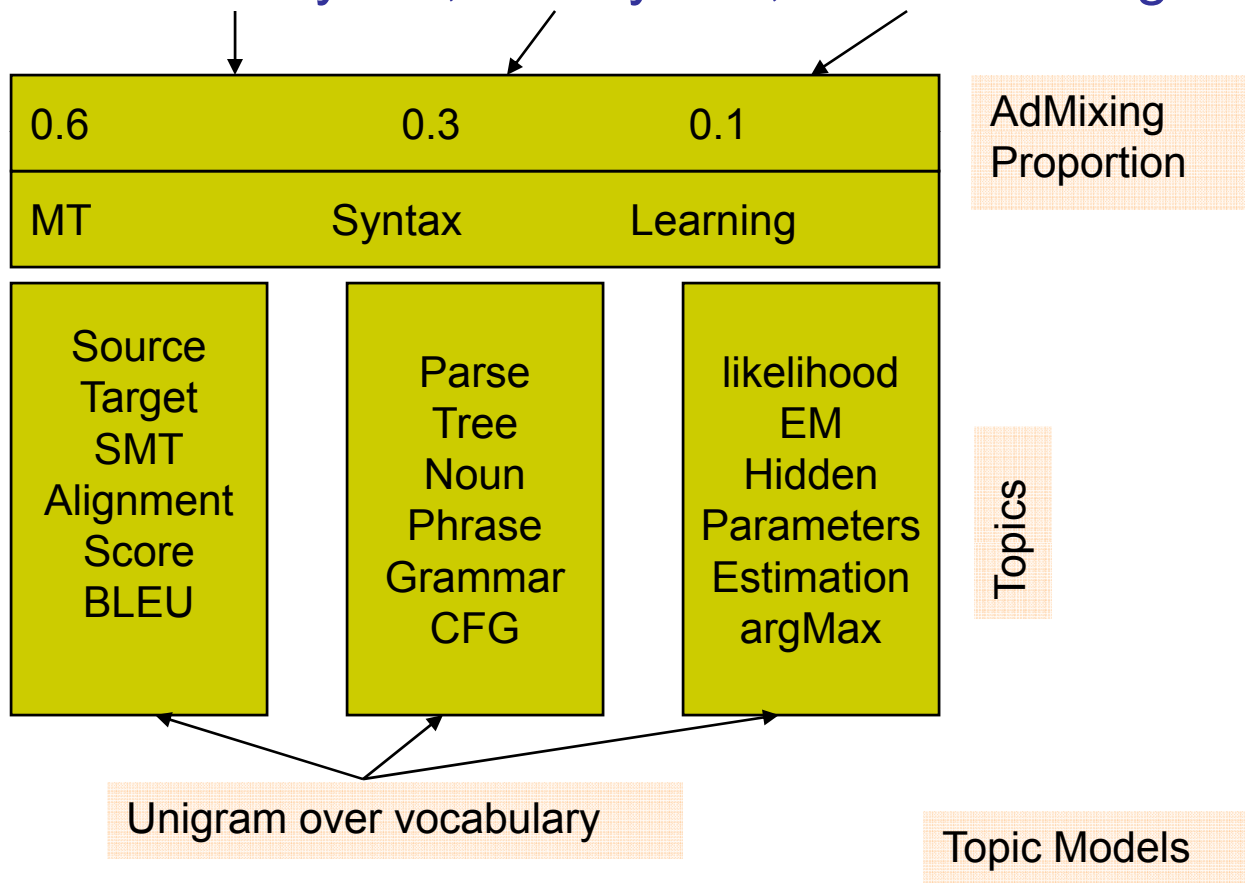 0.6 0.3 0.1
AdMixing
Proportion
MT Syntax Learning
Source
Target
SMT
Alignment
Score
BLEU
Parse
Tree
Noun
Phrase
Grammar
CFG
likelihood
EM
Hidden
Parameters
Estimation
argMax
Topics
Unigram over vocabulary
Topic Models